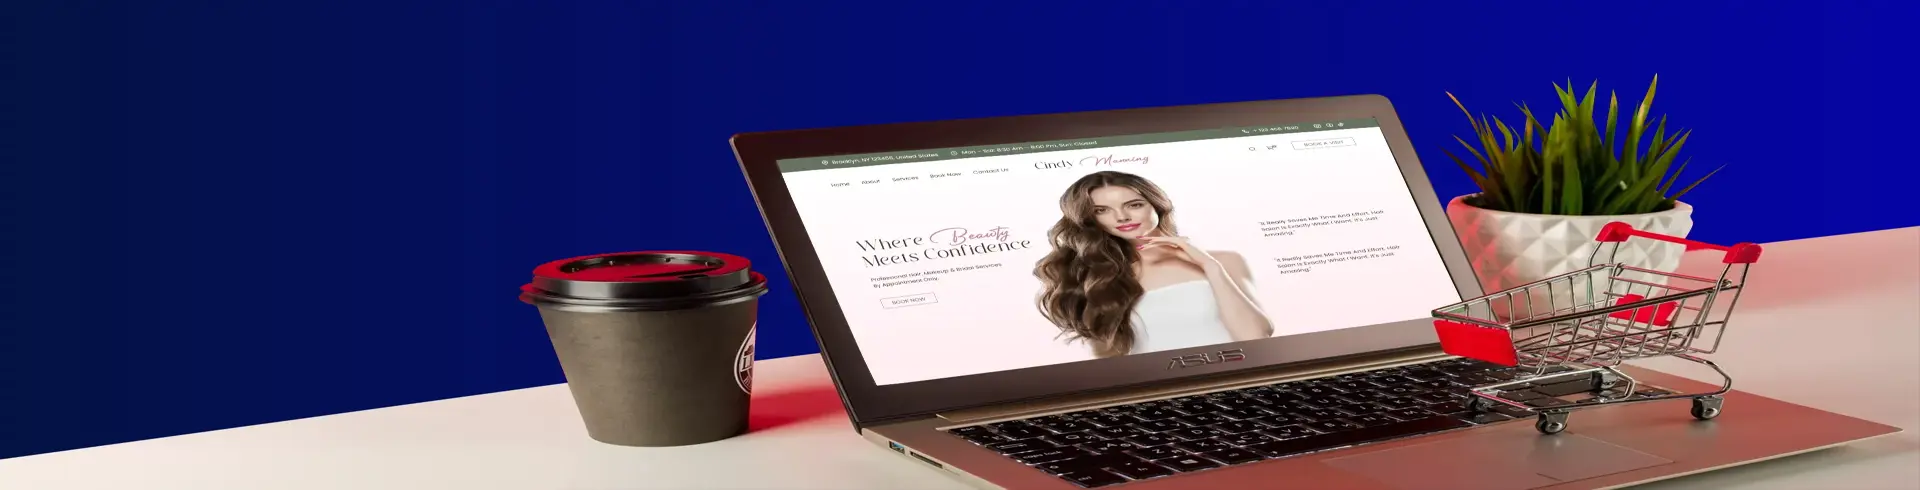 Brooklyn, NY 123456, United States
Mon - Sat: 8:30 Am - 6:00 Pm, Sun: Closed
+ 123 456 7890
Home
About
Services
Book Now
Contact Us
Cindy Manning
BOOK A VISIT
Where Beauty
Meets Confidence
Professional Hair, Makeup & Bridal Services
By Appointment Only.
BOOK NOW
"It Really Saves Me Time And Effort. Hair
Salon Is Exactly What I Want. It's Just
Amazing."
"It Really Saves Me Time And Effort. Hair
Salon Is Exactly What I Want. It's Just
Amazing."
ASUS